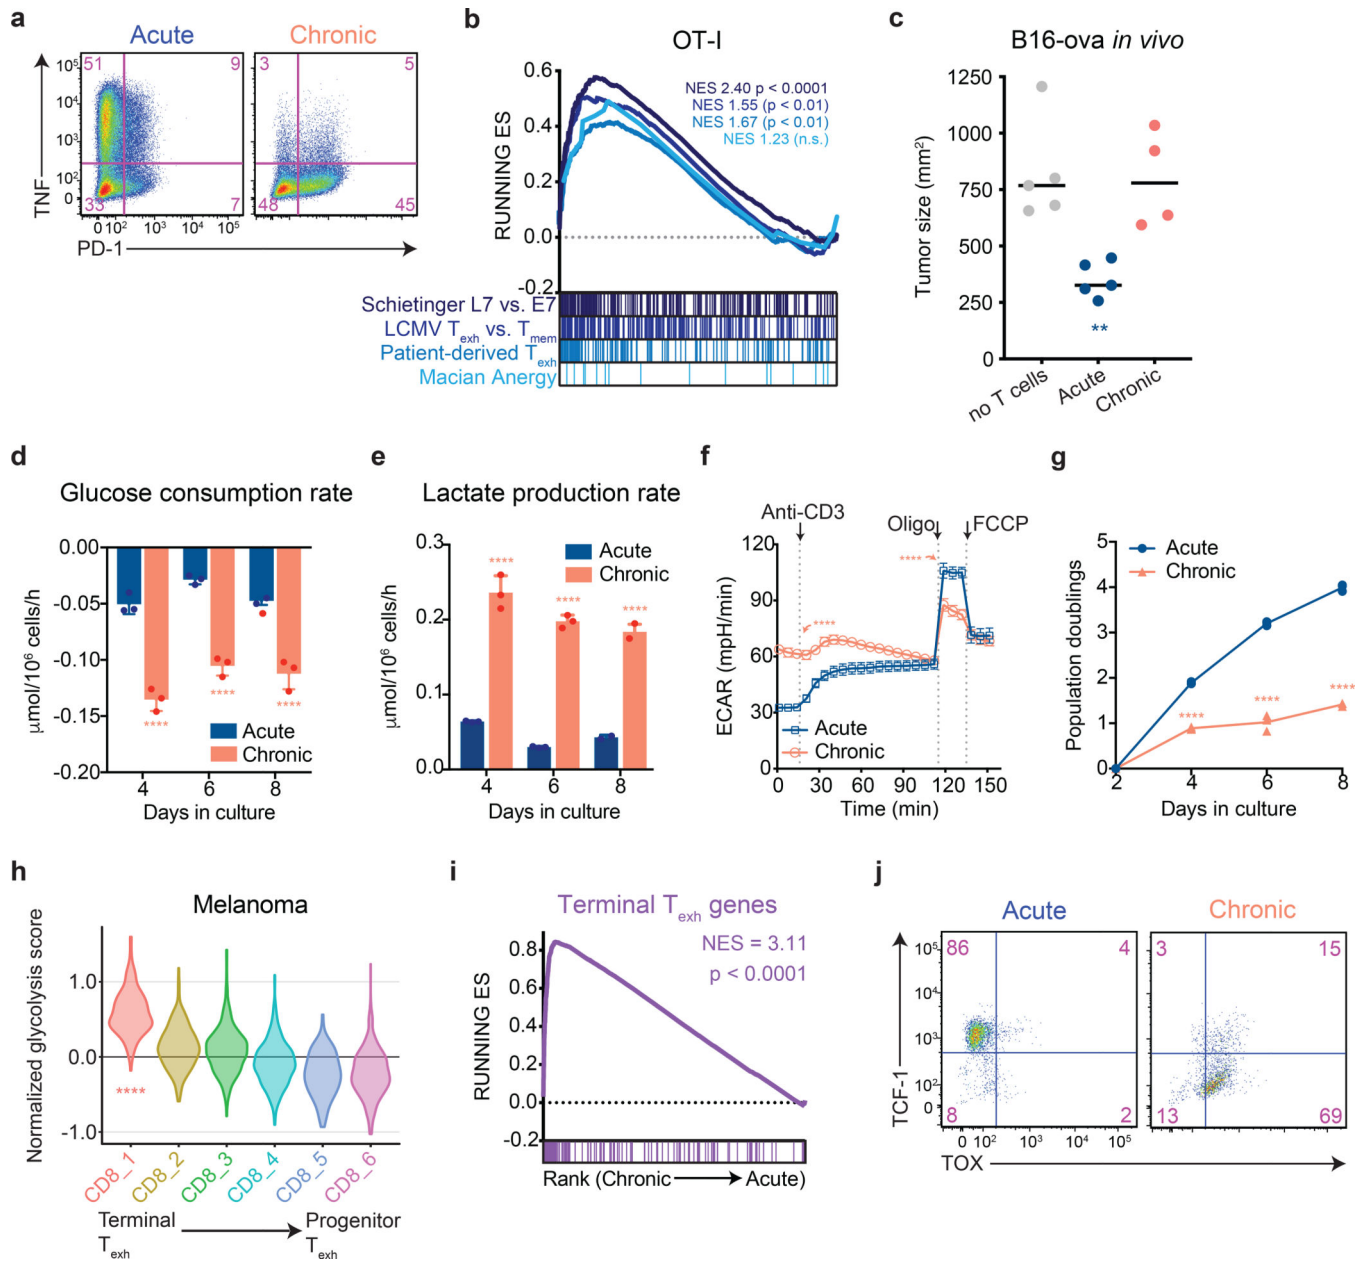 a
Acute
Chronic
51
9
3
5
33
7
48
45
10⁵
10⁴
10³
10²
0
TNF
0 10² 10³ 10⁴ 10⁵
0 10² 10³ 10⁴ 10⁵
PD-1
b
OT-I
NES 2.40 p < 0.0001
NES 1.55 (p < 0.01)
NES 1.67 (p < 0.01)
NES 1.23 (n.s.)
RUNNING ES
0.6
0.4
0.2
0.0
-0.2
Schietinger L7 vs. E7
LCMV Texh vs. Tmem
Patient-derived Texh
Macian Anergy
c
B16-ova in vivo
Tumor size (mm²)
1250
1000
750
500
250
0
**
no T cells
Acute
Chronic
d
Glucose consumption rate
µmol/10⁶ cells/h
0.00
-0.05
-0.10
-0.15
-0.20
****
****
****
Acute
Chronic
4 6 8
Days in culture
e
Lactate production rate
µmol/10⁶ cells/h
0.3
0.2
0.1
0.0
****
****
****
Acute
Chronic
4 6 8
Days in culture
f
Anti-CD3
Oligo
FCCP
ECAR (mpH/min)
120
90
60
30
0
****
****
Acute
Chronic
0 30 60 90 120 150
Time (min)
g
Population doublings
5
4
3
2
1
0
Acute
Chronic
****
****
****
2 4 6 8
Days in culture
h
Melanoma
Normalized glycolysis score
1.0
0.0
-1.0
****
CD8_1
CD8_2
CD8_3
CD8_4
CD8_5
CD8_6
Terminal Texh
Progenitor Texh
i
Terminal Texh genes
NES = 3.11
p < 0.0001
RUNNING ES
0.8
0.6
0.4
0.2
0.0
-0.2
Rank (Chronic Acute)
j
Acute
Chronic
86
4
3
15
8
2
13
69
10⁵
10⁴
10³
10²
0
TCF-1
0 10² 10³ 10⁴ 10⁵
0 10² 10³ 10⁴ 10⁵
TOX